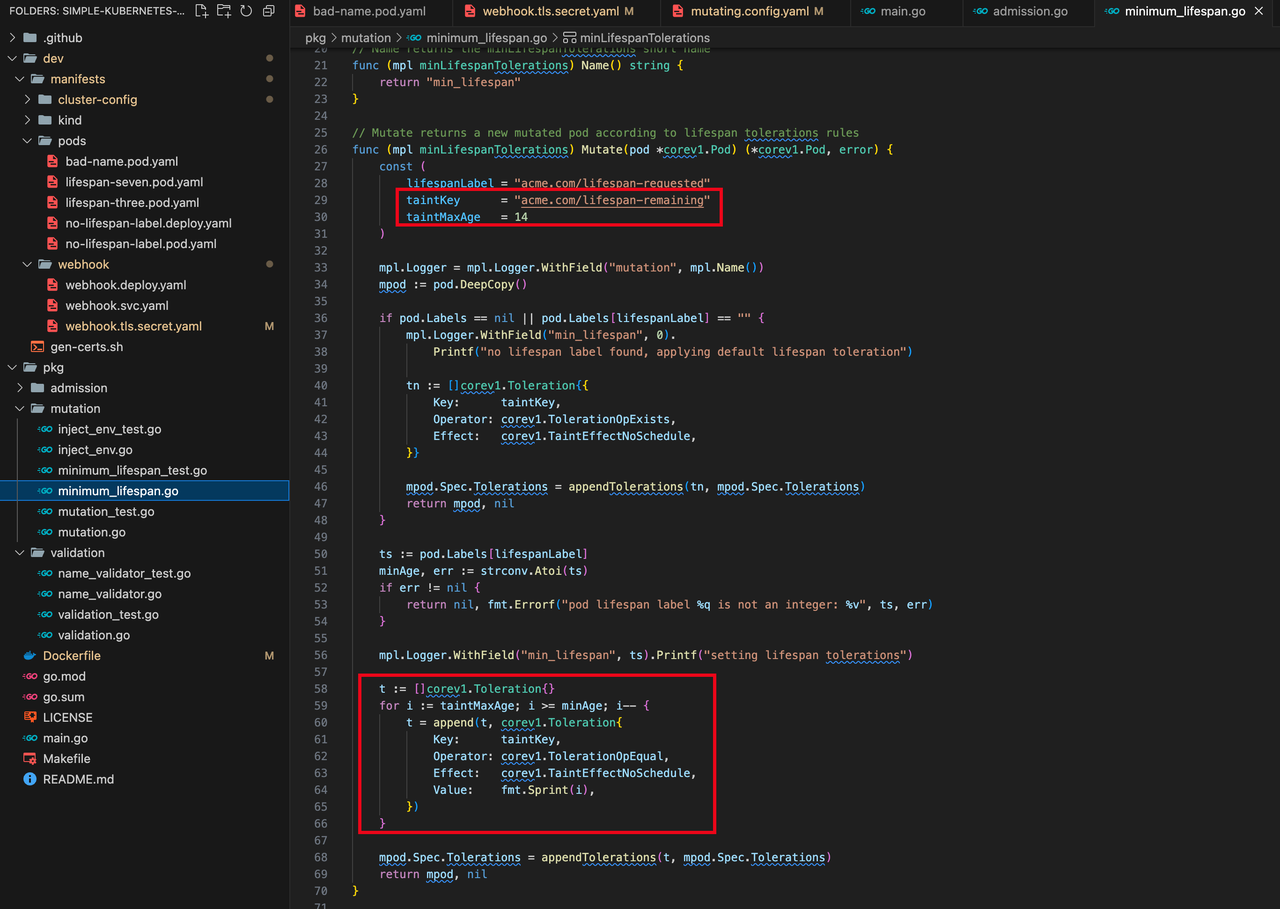 FOLDERS: SIMPLE-KUBERNETES-...
.github
dev
manifests
cluster-config
kind
pods
bad-name.pod.yaml
lifespan-seven.pod.yaml
lifespan-three.pod.yaml
no-lifespan-label.deploy.yaml
no-lifespan-label.pod.yaml
webhook
webhook.deploy.yaml
webhook.svc.yaml
webhook.tls.secret.yaml M
gen-certs.sh
pkg
admission
mutation
inject_env_test.go
inject_env.go
minimum_lifespan_test.go
minimum_lifespan.go
mutation_test.go
mutation.go
validation
name_validator_test.go
name_validator.go
validation_test.go
validation.go
Dockerfile M
go.mod
go.sum
LICENSE
main.go
Makefile
README.md
bad-name.pod.yaml webhook.tls.secret.yaml M mutating.config.yaml M main.go admission.go minimum_lifespan.go
pkg > mutation > minimum_lifespan.go > minLifespanTolerations
20 // Name returns the minLifespanTolerations short name
21 func (mpl minLifespanTolerations) Name() string {
22 return "min_lifespan"
23 }
24
25 // Mutate returns a new mutated pod according to lifespan tolerations rules
26 func (mpl minLifespanTolerations) Mutate(pod *corev1.Pod) (*corev1.Pod, error) {
27 const (
28 lifespanLabel = "acme.com/lifespan-requested"
29 taintKey = "acme.com/lifespan-remaining"
30 taintMaxAge = 14
31 )
32
33 mpl.Logger = mpl.Logger.WithField("mutation", mpl.Name())
34 mpod := pod.DeepCopy()
35
36 if pod.Labels == nil || pod.Labels[lifespanLabel] == "" {
37 mpl.Logger.WithField("min_lifespan", 0).
38 Printf("no lifespan label found, applying default lifespan toleration")
39
40 tn := []corev1.Toleration{{
41 Key: taintKey,
42 Operator: corev1.TolerationOpExists,
43 Effect: corev1.TaintEffectNoSchedule,
44 }}
45
46 mpod.Spec.Tolerations = appendTolerations(tn, mpod.Spec.Tolerations)
47 return mpod, nil
48 }
49
50 ts := pod.Labels[lifespanLabel]
51 minAge, err := strconv.Atoi(ts)
52 if err != nil {
53 return nil, fmt.Errorf("pod lifespan label %q is not an integer: %v", ts, err)
54 }
55
56 mpl.Logger.WithField("min_lifespan", ts).Printf("setting lifespan tolerations")
57
58 t := []corev1.Toleration{}
59 for i := taintMaxAge; i >= minAge; i-- {
60 t = append(t, corev1.Toleration{
61 Key: taintKey,
62 Operator: corev1.TolerationOpEqual,
63 Effect: corev1.TaintEffectNoSchedule,
64 Value: fmt.Sprint(i),
65 })
66 }
67
68 mpod.Spec.Tolerations = appendTolerations(t, mpod.Spec.Tolerations)
69 return mpod, nil
70 }
71